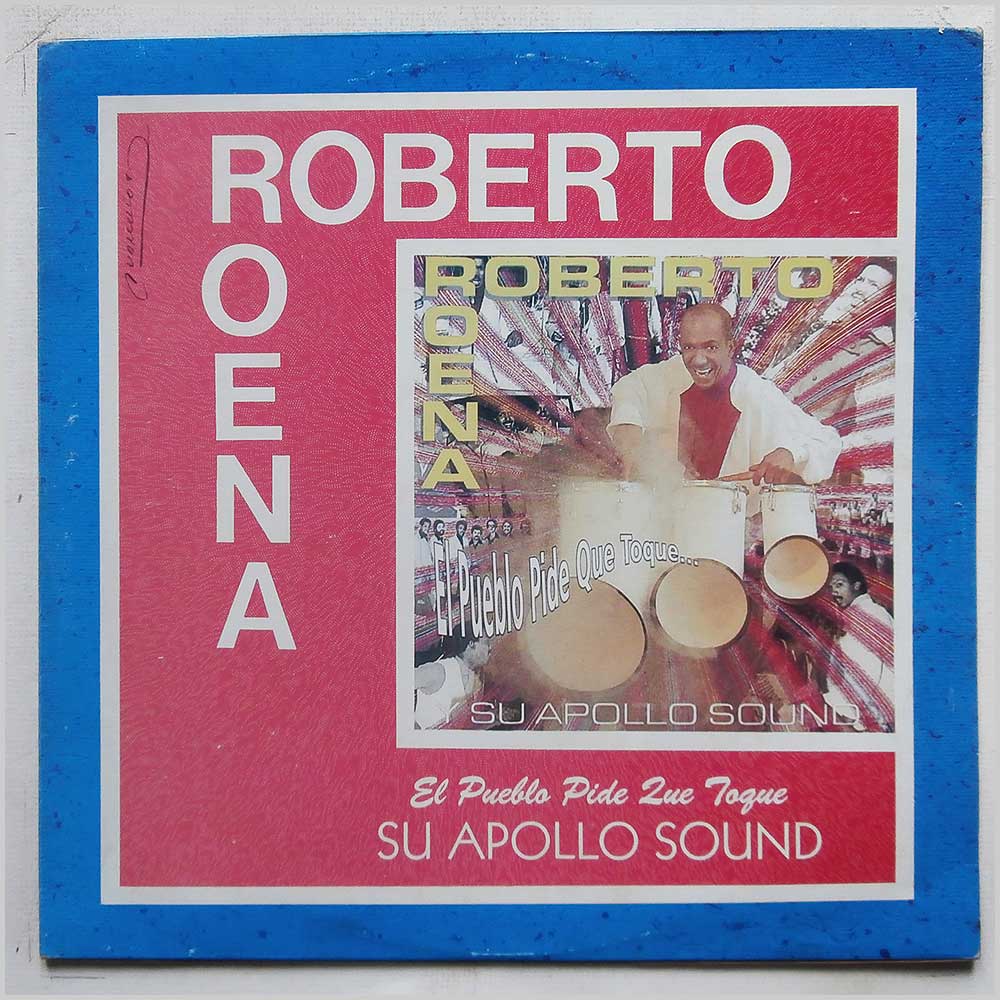 ROBERTO
ROENA
ROBERTO
ROENA
El Pueblo Pide Que Toque...
Y SU APOLLO SOUND
El Pueblo Pide Que Toque
SU APOLLO SOUND